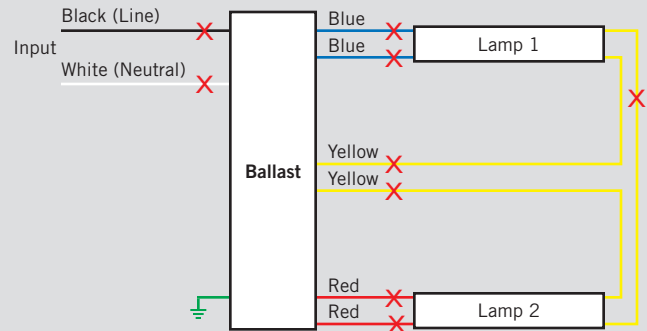 Black (Line)
Input
White (Neutral)
Ballast
Blue
Blue
Lamp 1
Yellow
Yellow
Red
Red
Lamp 2